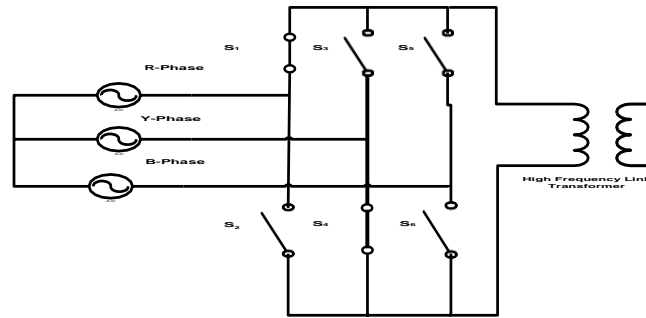 S₁
S₃
S₅
R-Phase
Y-Phase
B-Phase
High Frequency Link
Transformer
S₂
S₄
S₆